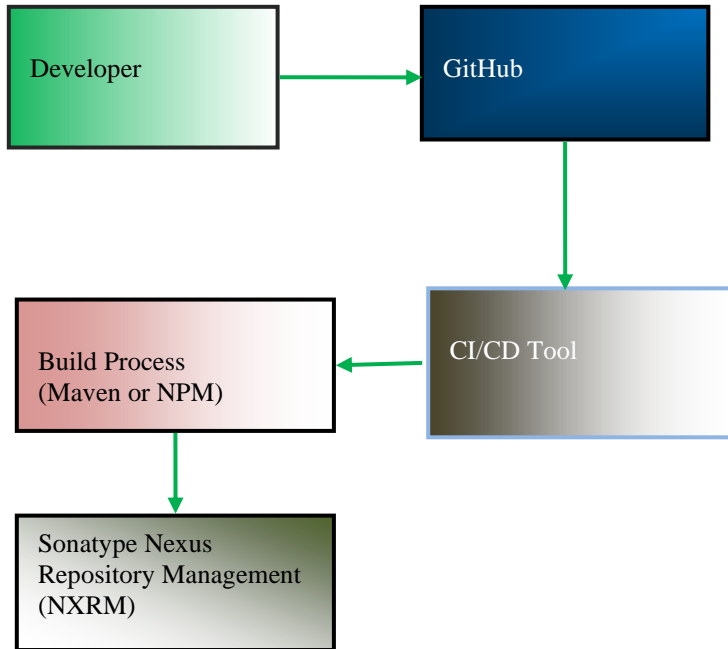 Developer
GitHub
CI/CD Tool
Build Process
(Maven or NPM)
Sonatype Nexus
Repository Management
(NXRM)